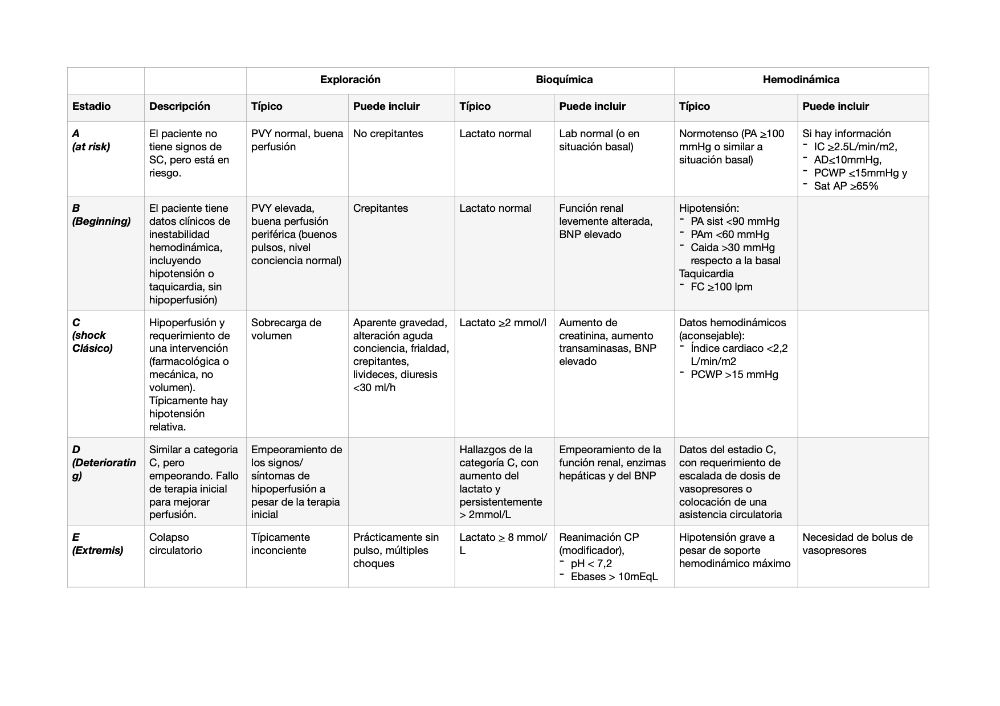 Exploración
Bioquímica
Hemodinámica
Estadio
Descripción
Típico
Puede incluir
Típico
Puede incluir
Típico
Puede incluir
A
(at risk)
El paciente no
tiene signos de
SC, pero está en
riesgo.
PVY normal, buena
perfusión
No crepitantes
Lactato normal
Lab normal (o en
situación basal)
Normotenso (PA ≥100
mmHg o similar a
situación basal)
Si hay información
- IC ≥2.5L/min/m2,
- AD≤10mmHg,
- PCWP ≤15mmHg y
- Sat AP ≥65%
B
(Beginning)
El paciente tiene
datos clínicos de
inestabilidad
hemodinámica,
incluyendo
hipotensión o
taquicardia, sin
hipoperfusión)
PVY elevada,
buena perfusión
periférica (buenos
pulsos, nivel
conciencia normal)
Crepitantes
Lactato normal
Función renal
levemente alterada,
BNP elevado
Hipotensión:
- PA sist <90 mmHg
- PAm <60 mmHg
- Caida >30 mmHg
respecto a la basal
Taquicardia
- FC ≥100 lpm
C
(shock
Clásico)
Hipoperfusión y
requerimiento de
una intervención
(farmacológica o
mecánica, no
volumen).
Típicamente hay
hipotensión
relativa.
Sobrecarga de
volumen
Aparente gravedad,
alteración aguda
conciencia, frialdad,
crepitantes,
livideces, diuresis
<30 ml/h
Lactato ≥2 mmol/l
Aumento de
creatinina, aumento
transaminasas, BNP
elevado
Datos hemodinámicos
(aconsejable):
- Índice cardiaco <2,2
L/min/m2
- PCWP >15 mmHg
D
(Deterioratin
g)
Similar a categoria
C, pero
empeorando. Fallo
de terapia inicial
para mejorar
perfusión.
Empeoramiento de
los signos/
síntomas de
hipoperfusión a
pesar de la terapia
inicial
Hallazgos de la
categoría C, con
aumento del
lactato y
persistentemente
> 2mmol/L
Empeoramiento de la
función renal, enzimas
hepáticas y del BNP
Datos del estadio C,
con requerimiento de
escalada de dosis de
vasopresores o
colocación de una
asistencia circulatoria
E
(Extremis)
Colapso
circulatorio
Típicamente
inconciente
Prácticamente sin
pulso, múltiples
choques
Lactato ≥ 8 mmol/
L
Reanimación CP
(modificador),
- pH < 7,2
- Ebases > 10mEqL
Hipotensión grave a
pesar de soporte
hemodinámico máximo
Necesidad de bolus de
vasopresores